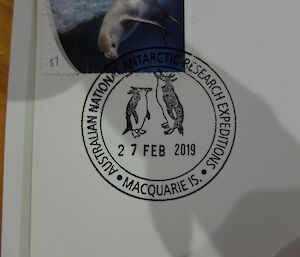 $1
AUSTRALIAN NATIONAL ANTARCTIC RESEARCH EXPEDITIONS
27 FEB 2019
• MACQUARIE IS. •